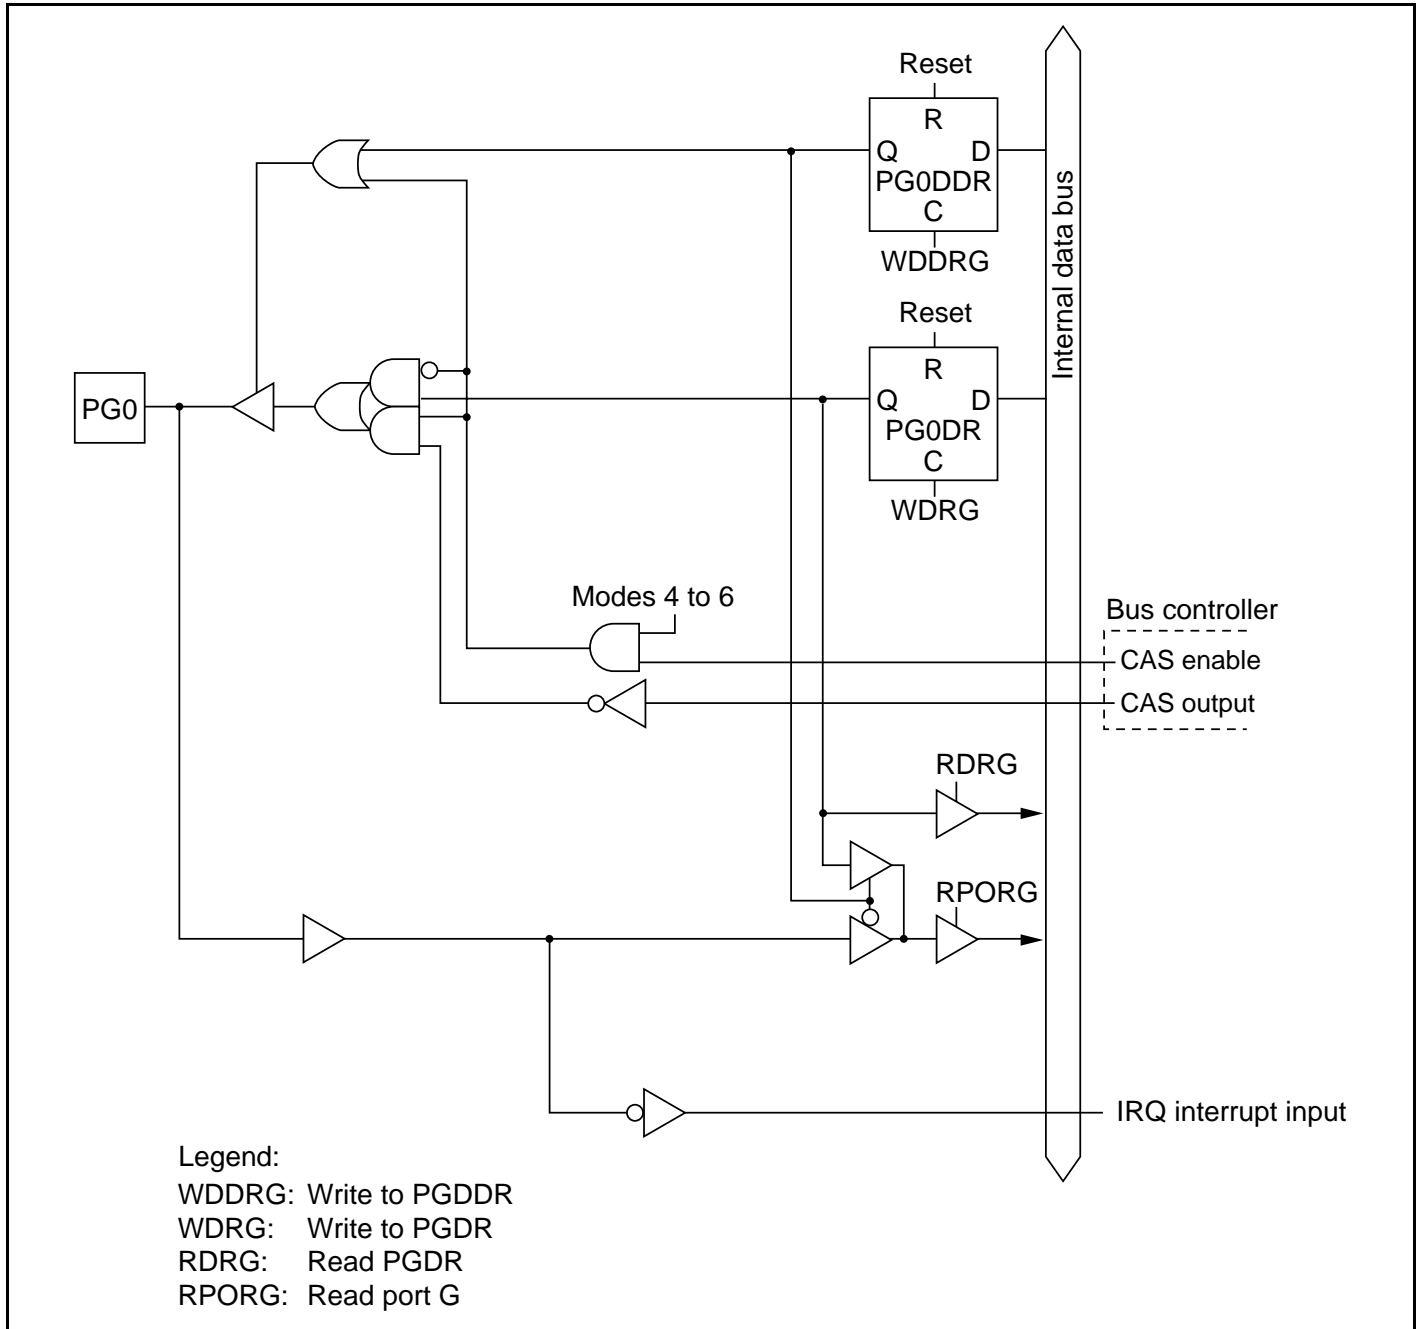 Reset
R
Q D
PG0DDR
C
WDDRG
Internal data bus
Reset
R
Q D
PG0DR
C
WDRG
PG0
Modes 4 to 6
Bus controller
CAS enable
CAS output
RDRG
RPORG
IRQ interrupt input
Legend:
WDDRG: Write to PGDDR
WDRG: Write to PGDR
RDRG: Read PGDR
RPORG: Read port G